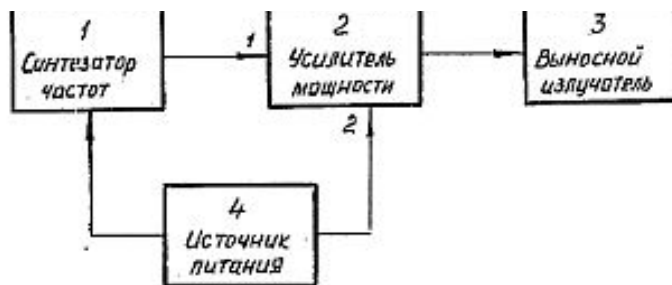 1
Синтезатор
частот
1
2
Усилитель
мощности
2
3
Выносной
излучатель
4
Источник
питания